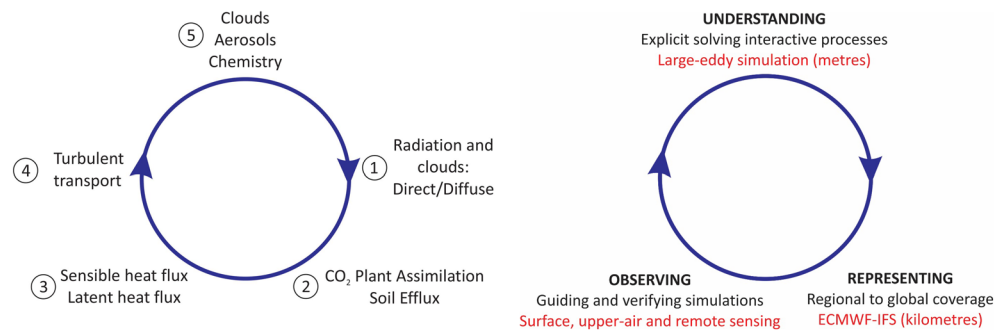 5
Clouds
Aerosols
Chemistry
1
Radiation and
clouds:
Direct/Diffuse
2
CO₂ Plant Assimilation
Soil Efflux
3
Sensible heat flux
Latent heat flux
4
Turbulent
transport
UNDERSTANDING
Explicit solving interactive processes
Large-eddy simulation (metres)
REPRESENTING
Regional to global coverage
ECMWF-IFS (kilometres)
OBSERVING
Guiding and verifying simulations
Surface, upper-air and remote sensing